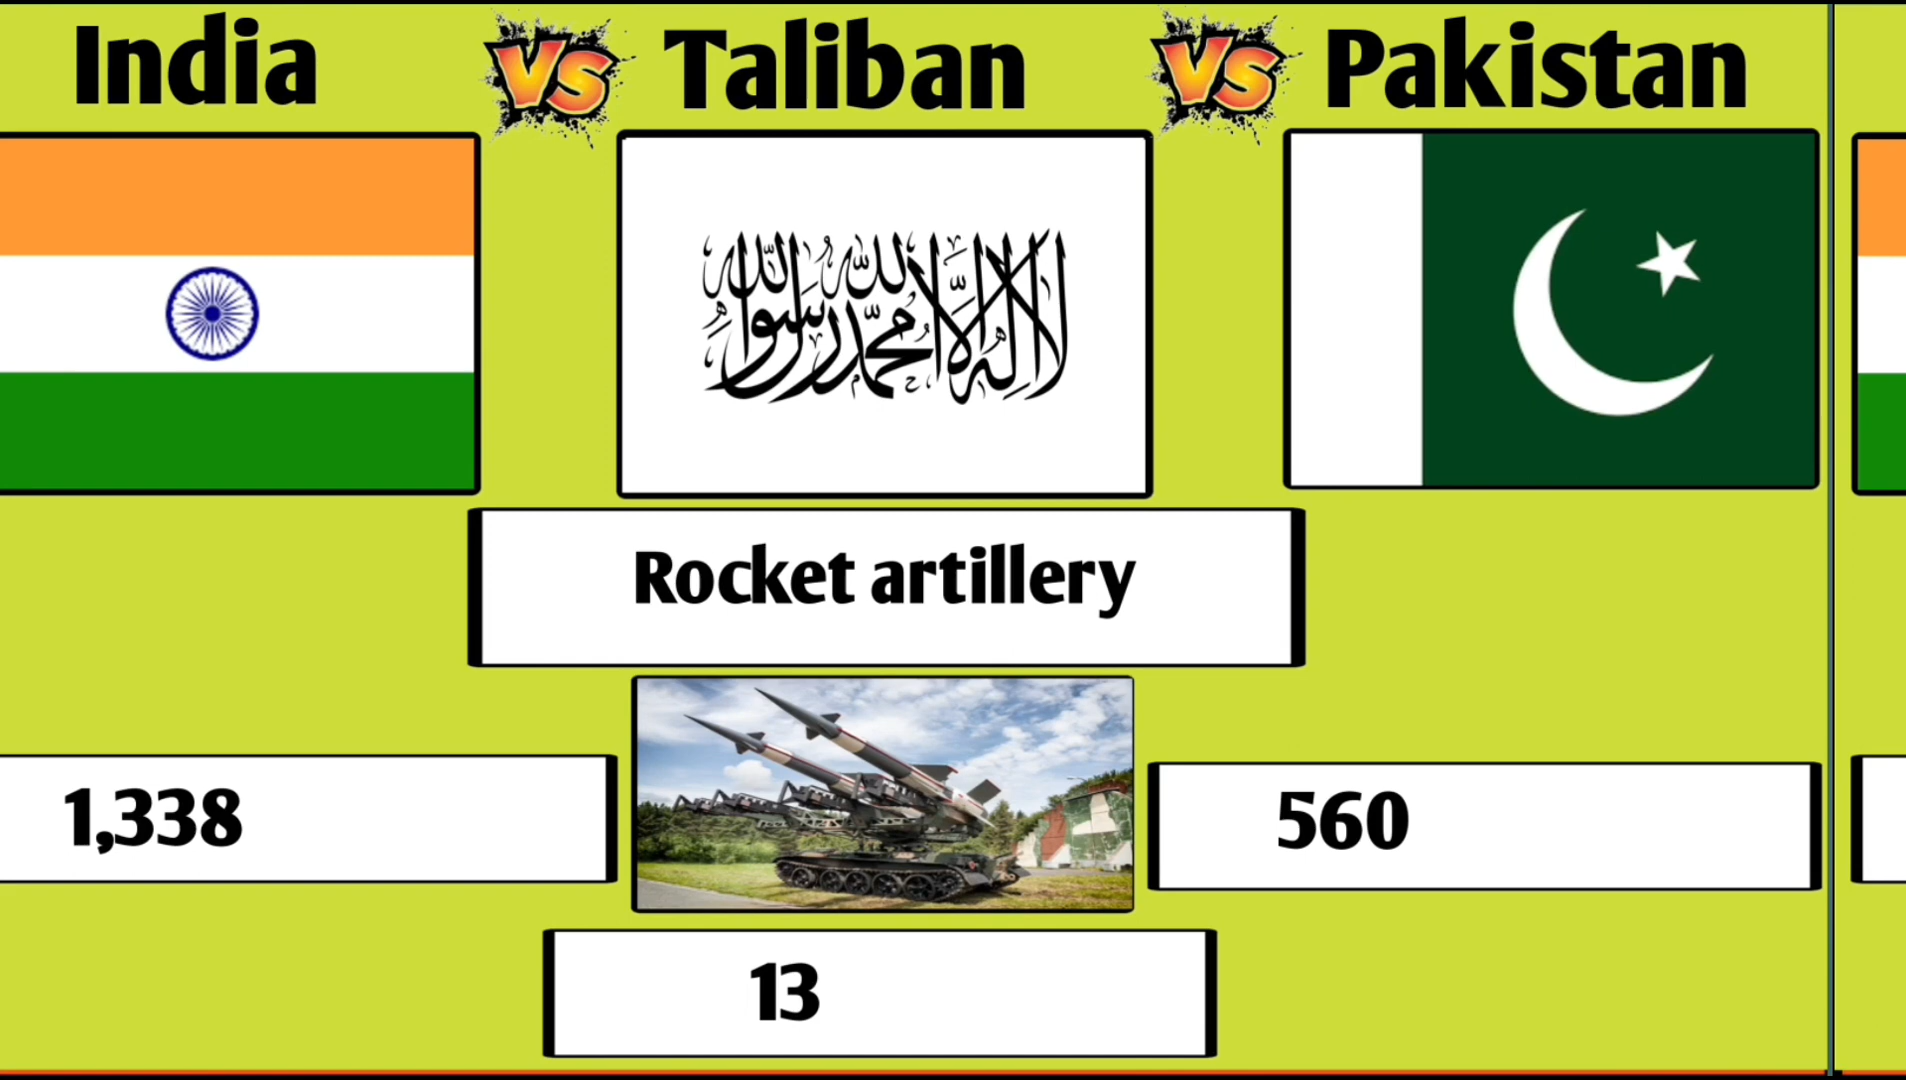 India VS Taliban VS Pakistan
لا إله إلا الله محمد رسول الله
Rocket artillery
1,338
560
13